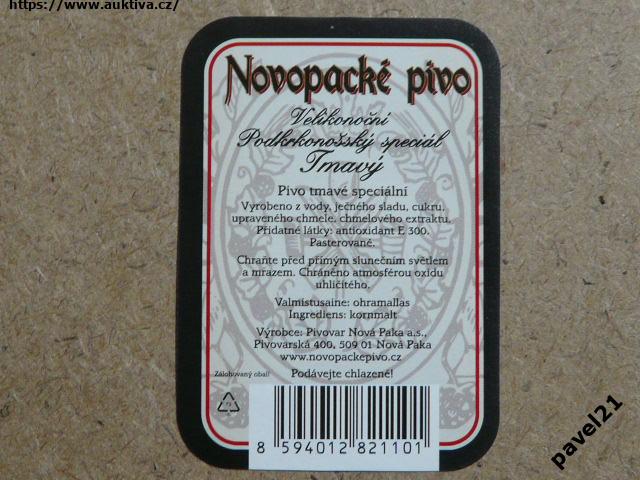 https://www.auktiva.cz/
Novopacké pivo
Velikonoční
Podkrkonošský speciál
Tmavý
Pivo tmavé speciální
Vyrobeno z vody, ječného sladu, cukru,
upraveného chmele, chmelového extraktu.
Přídatné látky: antioxidant E 300.
Pasterované.
Chraňte před přímým slunečním světlem
a mrazem. Chráněno atmosférou oxidu
uhličitého.
Valmistusaine: ohramallas
Ingrediens: kornmalt
Výrobce: Pivovar Nová Paka a.s.,
Pivovarská 400, 509 01 Nová Paka
www.novopackepivo.cz
Zálohovaný obal! Podávejte chlazené!
8 594012 821101
pavel21